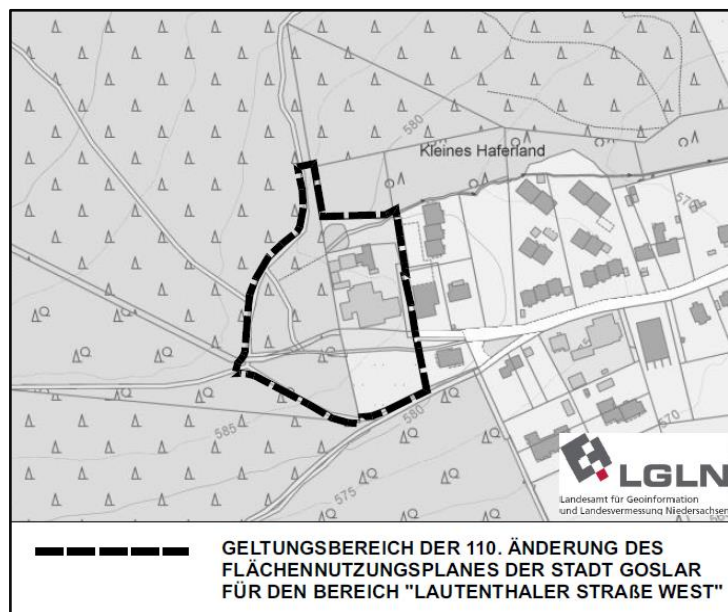 580
Kleines Haferland
570
580
585
570
575
LGLN
Landesamt für Geoinformation
und Landesvermessung Niedersachsen
GELTUNGSBEREICH DER 110. ÄNDERUNG DES
FLÄCHENNUTZUNGSPLANES DER STADT GOSLAR
FÜR DEN BEREICH "LAUTENTHALER STRAßE WEST"